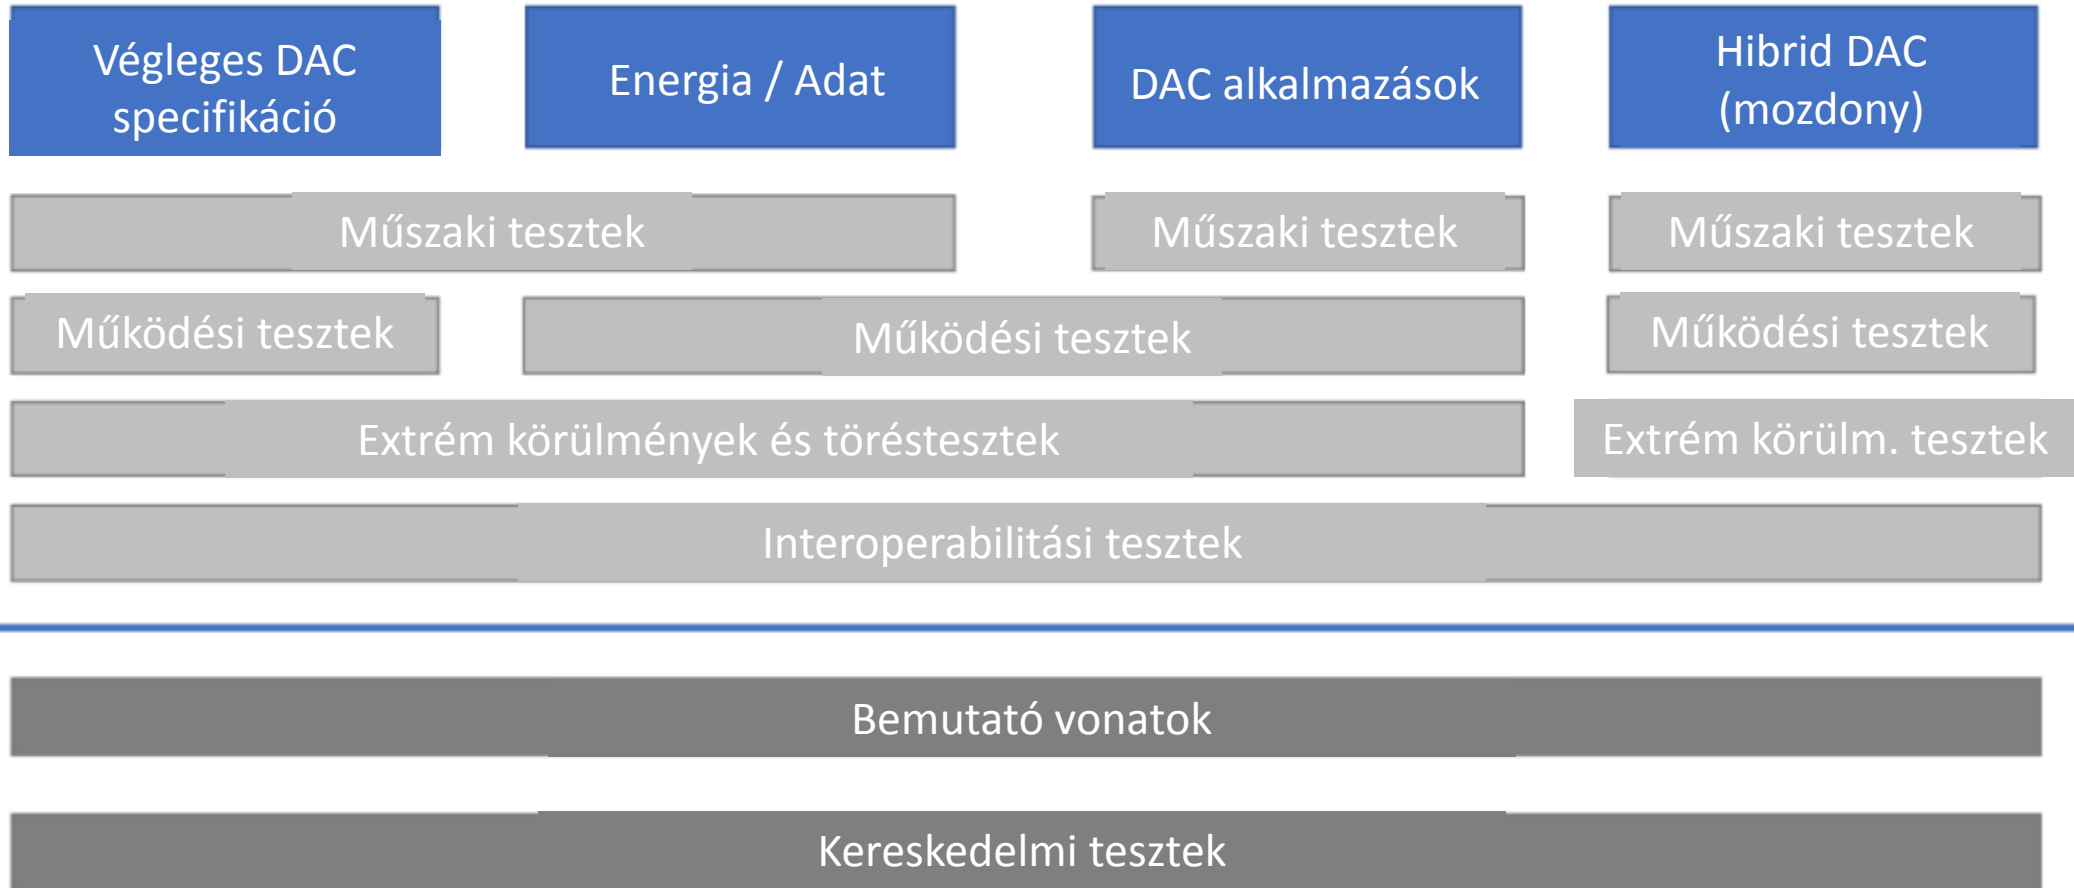 Végleges DAC
specifikáció
Energia / Adat
DAC alkalmazások
Hibrid DAC
(mozdony)
Műszaki tesztek
Műszaki tesztek
Műszaki tesztek
Működési tesztek
Működési tesztek
Működési tesztek
Extrém körülmények és töréstesztek
Extrém körülm. tesztek
Interoperabilitási tesztek
Bemutató vonatok
Kereskedelmi tesztek